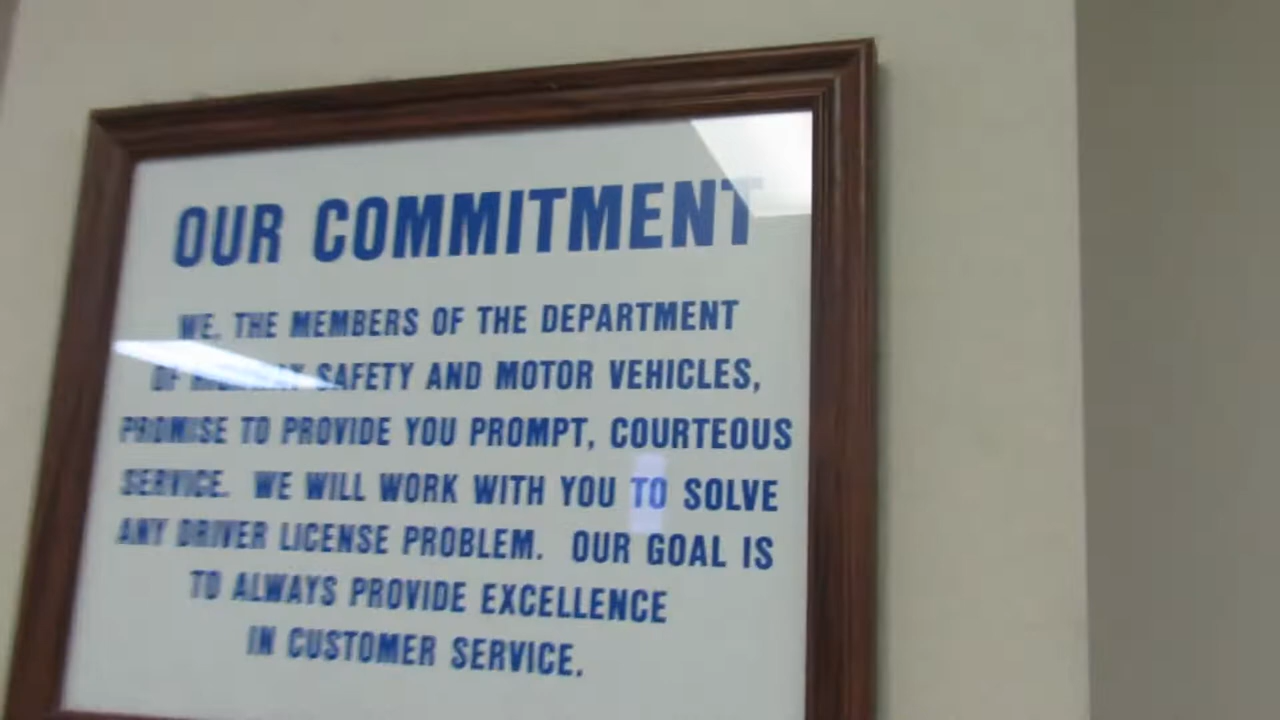 OUR COMMITMENT
WE, THE MEMBERS OF THE DEPARTMENT
OF SAFETY AND MOTOR VEHICLES,
PROMISE TO PROVIDE YOU PROMPT, COURTEOUS
SERVICE. WE WILL WORK WITH YOU TO SOLVE
ANY DRIVER LICENSE PROBLEM. OUR GOAL IS
TO ALWAYS PROVIDE EXCELLENCE
IN CUSTOMER SERVICE.